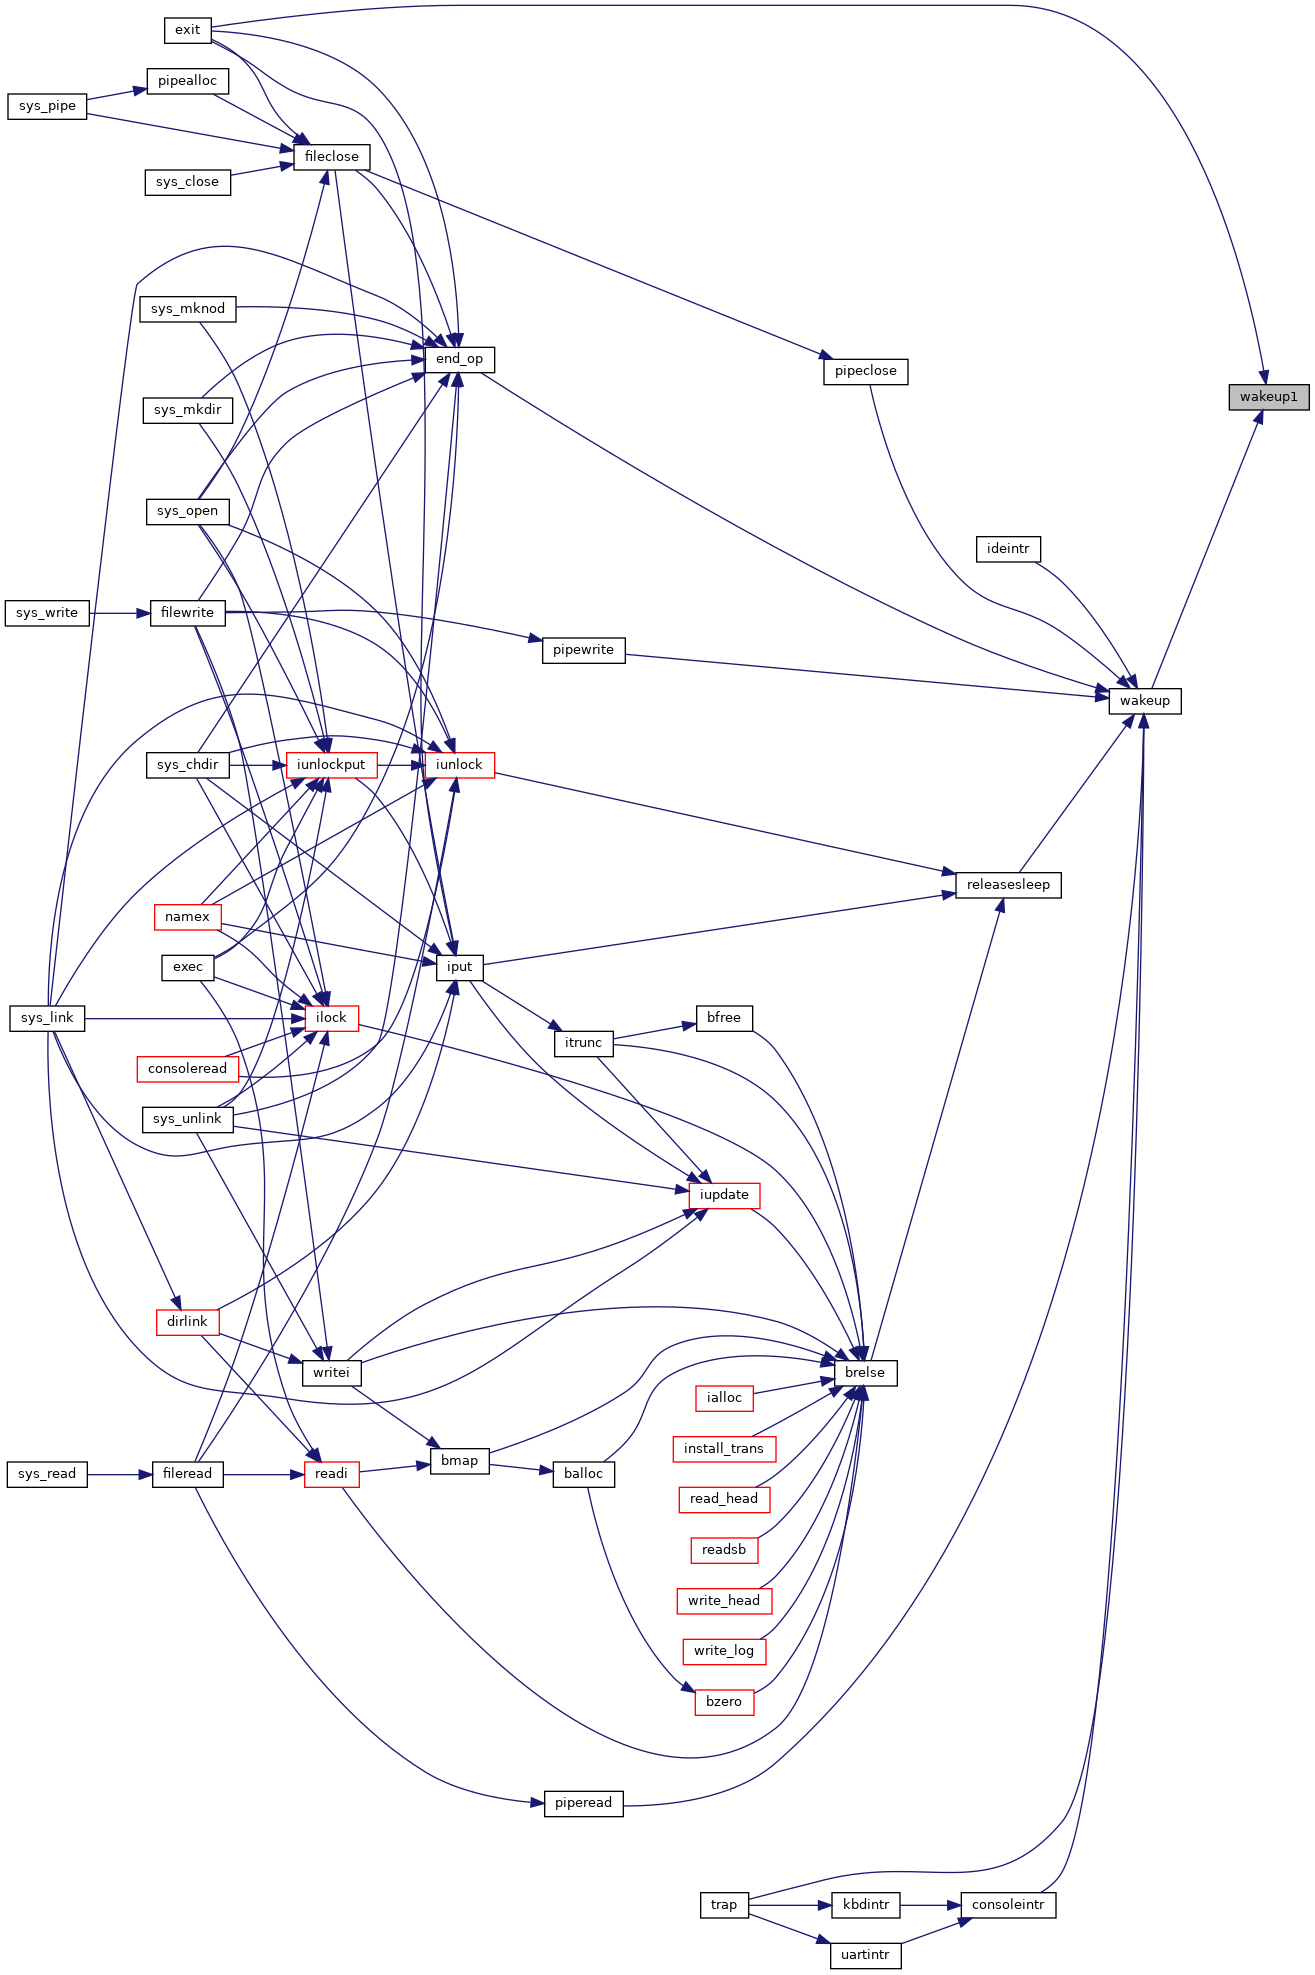 exit
pipealloc
sys_pipe
fileclose
sys_close
sys_mknod
end_op
pipeclose
wakeup1
sys_mkdir
sys_open
ideintr
sys_write
filewrite
pipewrite
wakeup
sys_chdir
iunlockput
iunlock
releasesleep
namex
exec
iput
sys_link
ilock
bfree
itrunc
consoleread
sys_unlink
iupdate
dirlink
writei
brelse
ialloc
install_trans
bmap
sys_read
fileread
readi
balloc
read_head
readsb
write_head
write_log
bzero
piperead
trap
kbdintr
consoleintr
uartintr